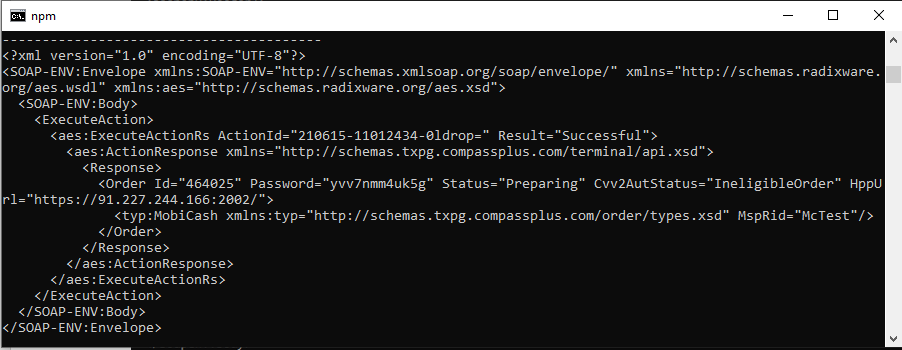 npm
----------------------------------------
<?xml version="1.0" encoding="UTF-8"?>
<SOAP-ENV:Envelope xmlns:SOAP-ENV="http://schemas.xmlsoap.org/soap/envelope/" xmlns="http://schemas.radixware.
org/aes.wsdl" xmlns:aes="http://schemas.radixware.org/aes.xsd">
  <SOAP-ENV:Body>
    <ExecuteAction>
      <aes:ExecuteActionRs ActionId="210615-11012434-0ldrop=" Result="Successful">
        <aes:ActionResponse xmlns="http://schemas.txpg.compassplus.com/terminal/api.xsd">
          <Response>
            <Order Id="464025" Password="yvv7nmm4uk5g" Status="Preparing" Cvv2AutStatus="IneligibleOrder" HppU
rl="https://91.227.244.166:2002/">
              <typ:MobiCash xmlns:typ="http://schemas.txpg.compassplus.com/order/types.xsd" MspRid="McTest"/>
            </Order>
          </Response>
        </aes:ActionResponse>
      </aes:ExecuteActionRs>
    </ExecuteAction>
  </SOAP-ENV:Body>
</SOAP-ENV:Envelope>